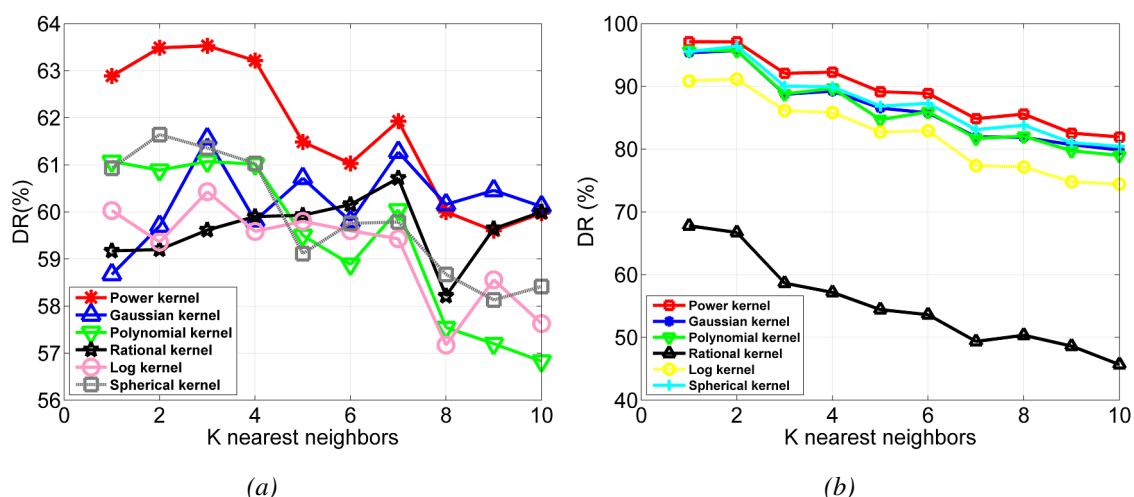 64
63
62
61
60
59
58
57
56
DR(%)
Power kernel
Gaussian kernel
Polynomial kernel
Rational kernel
Log kernel
Spherical kernel
0 2 4 6 8 10
K nearest neighbors
(a)
100
90
80
70
60
50
40
DR (%)
Power kernel
Gaussian kernel
Polynomial kernel
Rational kernel
Log kernel
Spherical kernel
0 2 4 6 8 10
K nearest neighbors
(b)